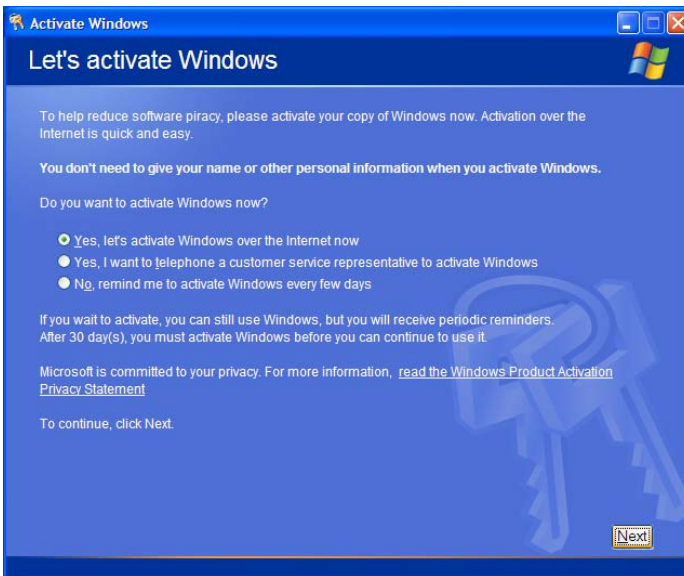 Activate Windows
Let's activate Windows
To help reduce software piracy, please activate your copy of Windows now. Activation over the
Internet is quick and easy.
You don't need to give your name or other personal information when you activate Windows.
Do you want to activate Windows now?
Yes, let's activate Windows over the Internet now
Yes, I want to telephone a customer service representative to activate Windows
No, remind me to activate Windows every few days
If you wait to activate, you can still use Windows, but you will receive periodic reminders.
After 30 day(s), you must activate Windows before you can continue to use it.
Microsoft is committed to your privacy. For more information, read the Windows Product Activation
Privacy Statement
To continue, click Next.
Next